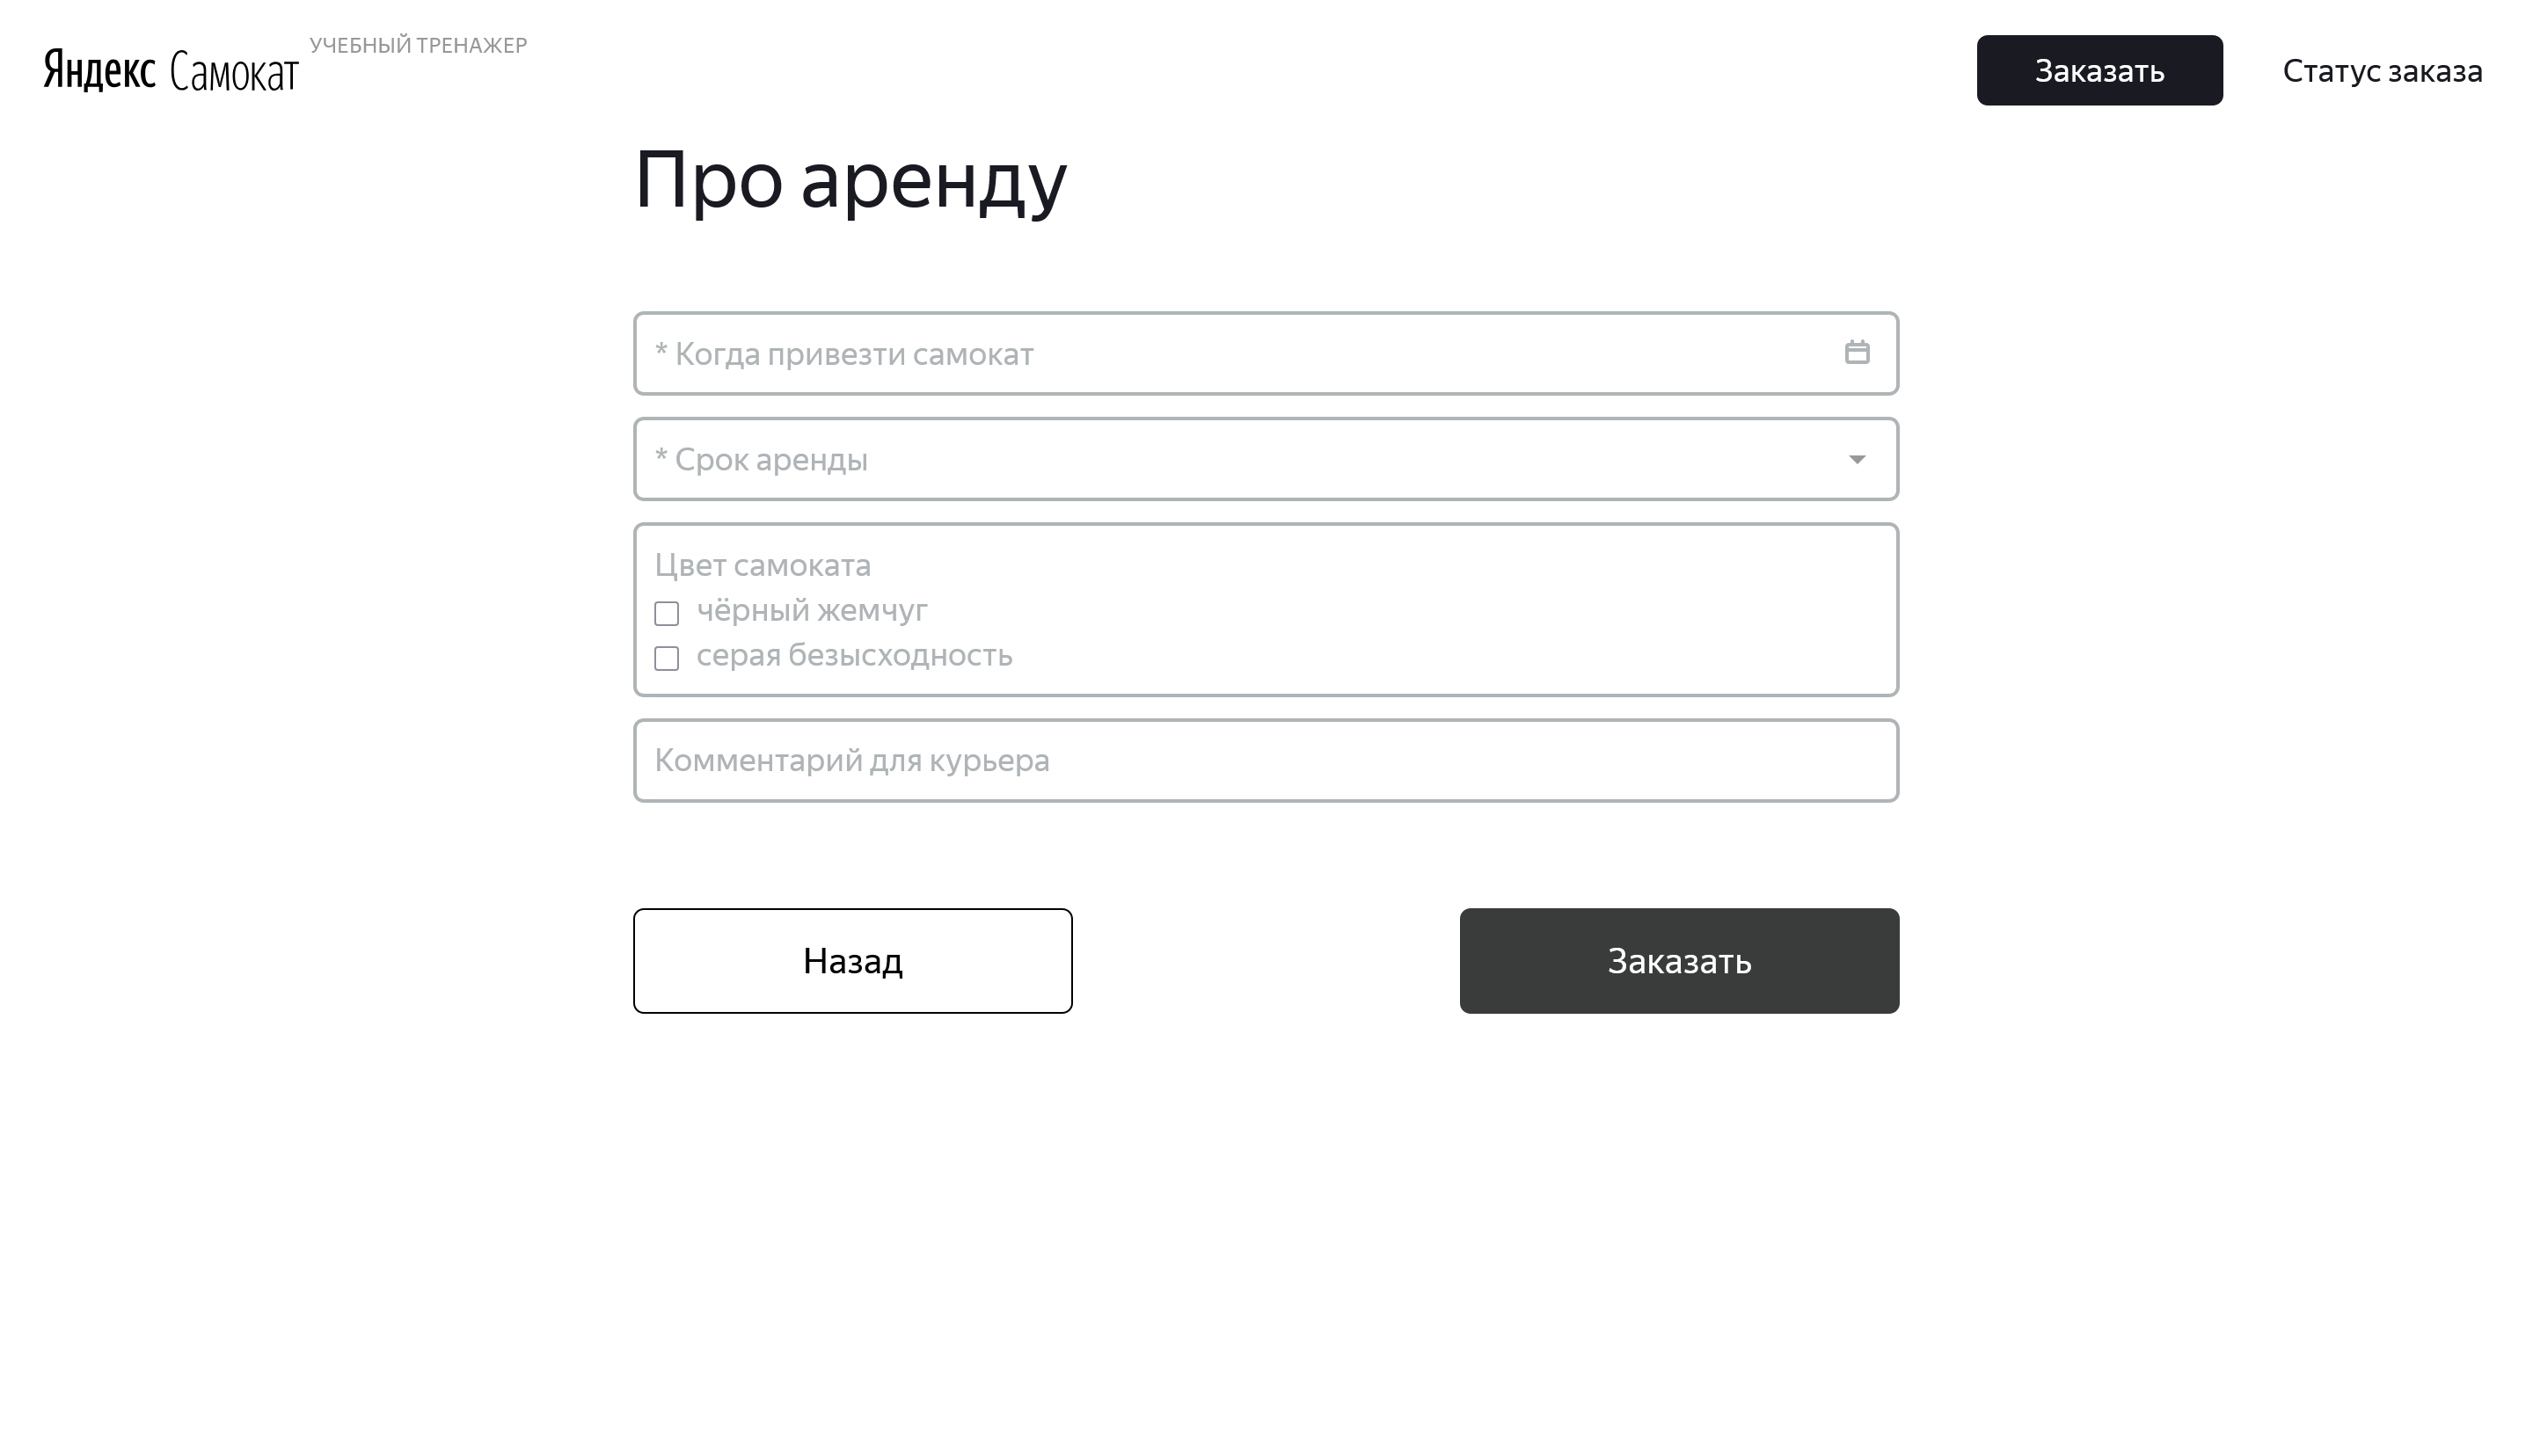 Яндекс Самокат
УЧЕБНЫЙ ТРЕНАЖЕР
Заказать
Статус заказа
Про аренду
* Когда привезти самокат
* Срок аренды
Цвет самоката
чёрный жемчуг
серая безысходность
Комментарий для курьера
Назад
Заказать